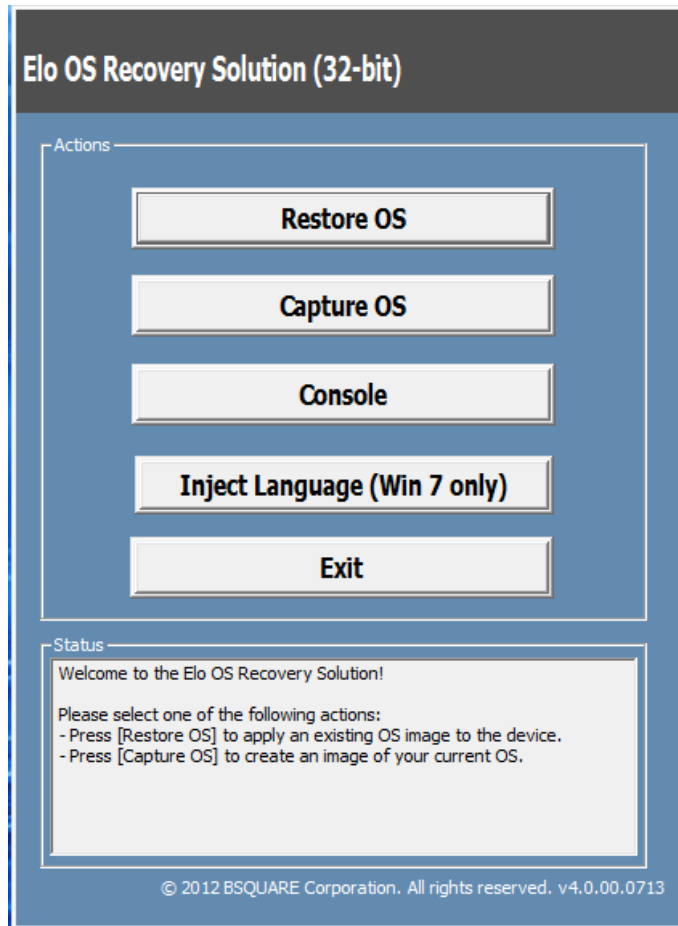 Elo OS Recovery Solution (32-bit)
Actions
Restore OS
Capture OS
Console
Inject Language (Win 7 only)
Exit
Status
Welcome to the Elo OS Recovery Solution!
Please select one of the following actions:
- Press [Restore OS] to apply an existing OS image to the device.
- Press [Capture OS] to create an image of your current OS.
© 2012 BSQUARE Corporation. All rights reserved. v4.0.00.0713